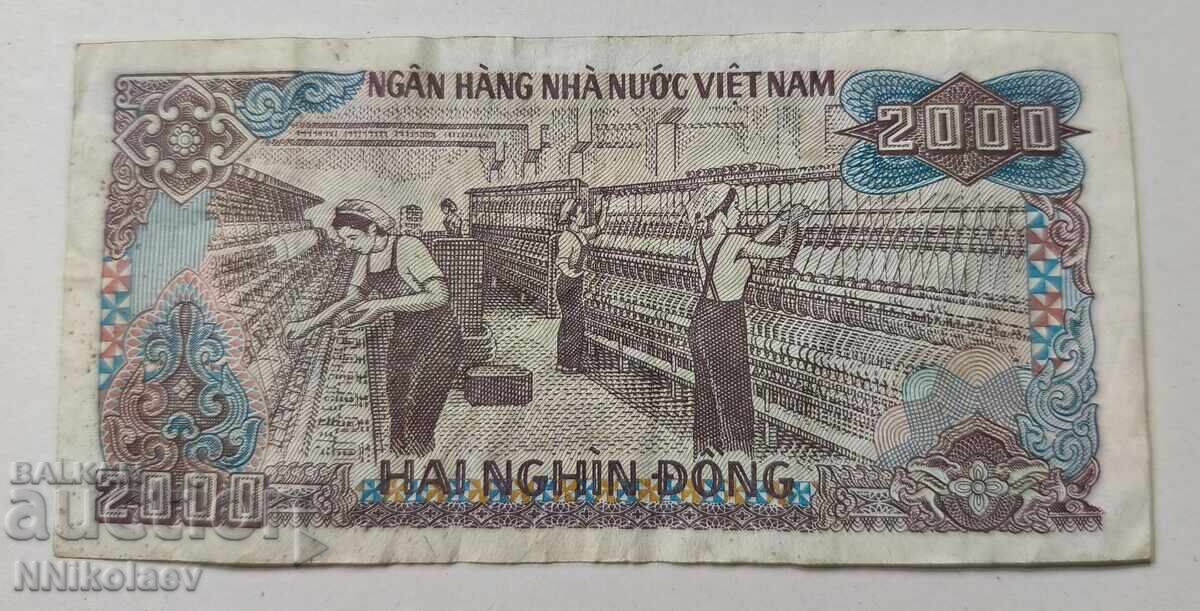 NGÂN HÀNG NHÀ NƯỚC VIỆT NAM
2000
HAI NGHÌN ĐỒNG
2000
BALKAN
auction
NNikolaev